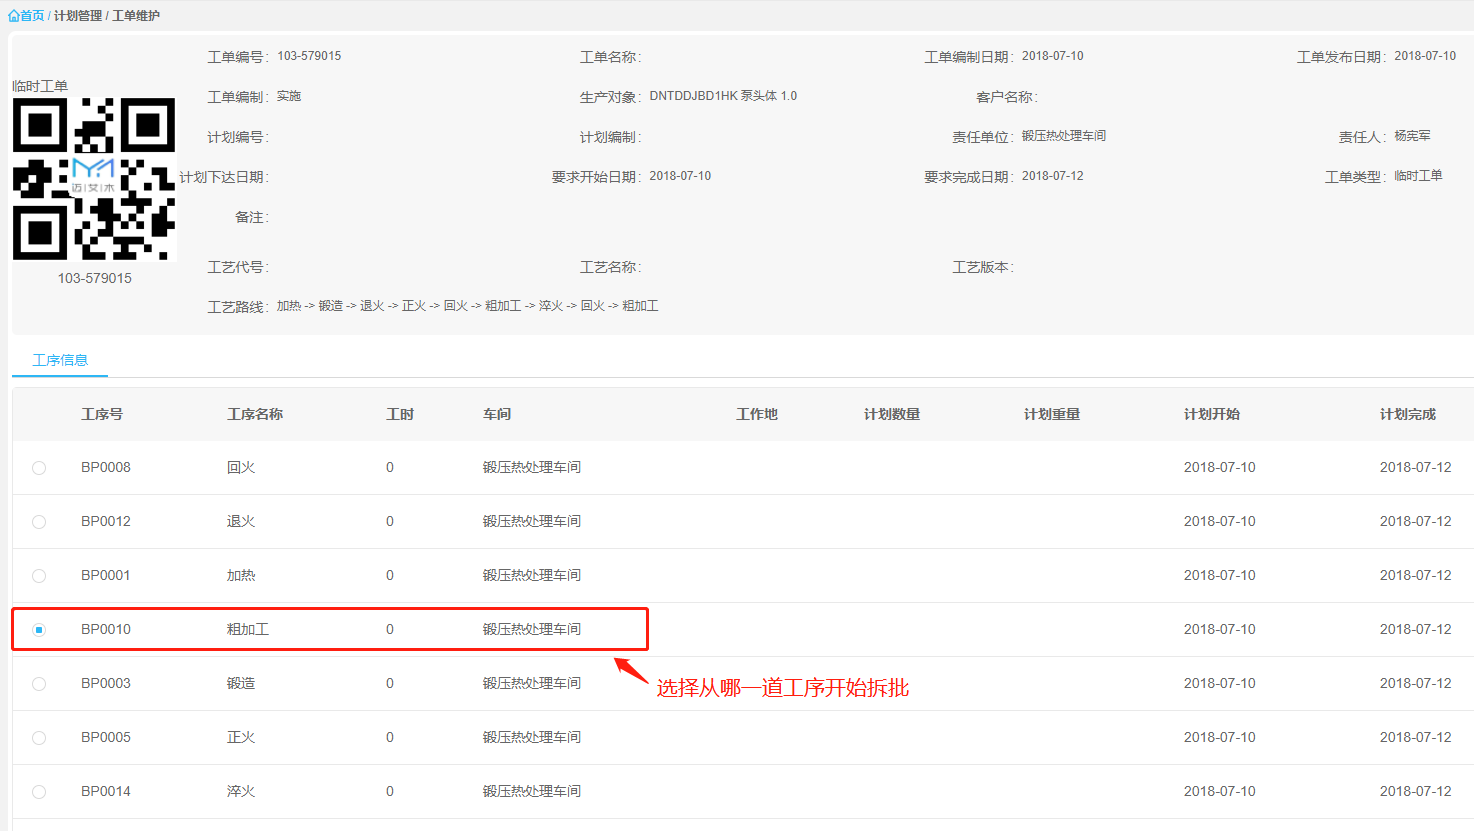 首页 / 计划管理 / 工单维护
工单编号: 103-579015 工单名称: 工单编制日期: 2018-07-10 工单发布日期: 2018-07-10
临时工单
工单编制: 实施 生产对象: DNTDDJBD1HK 泵头体 1.0 客户名称:
计划编号: 计划编制: 责任单位: 锻压热处理车间 责任人: 杨宪军
迈艾木
计划下达日期: 要求开始日期: 2018-07-10 要求完成日期: 2018-07-12 工单类型: 临时工单
备注:
工艺代号: 工艺名称: 工艺版本:
103-579015
工艺路线: 加热 -> 锻造 -> 退火 -> 正火 -> 回火 -> 粗加工 -> 淬火 -> 回火 -> 粗加工
工序信息
工序号 工序名称 工时 车间 工作地 计划数量 计划重量 计划开始 计划完成
BP0008 回火 0 锻压热处理车间 2018-07-10 2018-07-12
BP0012 退火 0 锻压热处理车间 2018-07-10 2018-07-12
BP0001 加热 0 锻压热处理车间 2018-07-10 2018-07-12
BP0010 粗加工 0 锻压热处理车间 2018-07-10 2018-07-12
BP0003 锻造 0 锻压热处理车间 2018-07-10 2018-07-12
选择从哪一道工序开始拆批
BP0005 正火 0 锻压热处理车间 2018-07-10 2018-07-12
BP0014 淬火 0 锻压热处理车间 2018-07-10 2018-07-12